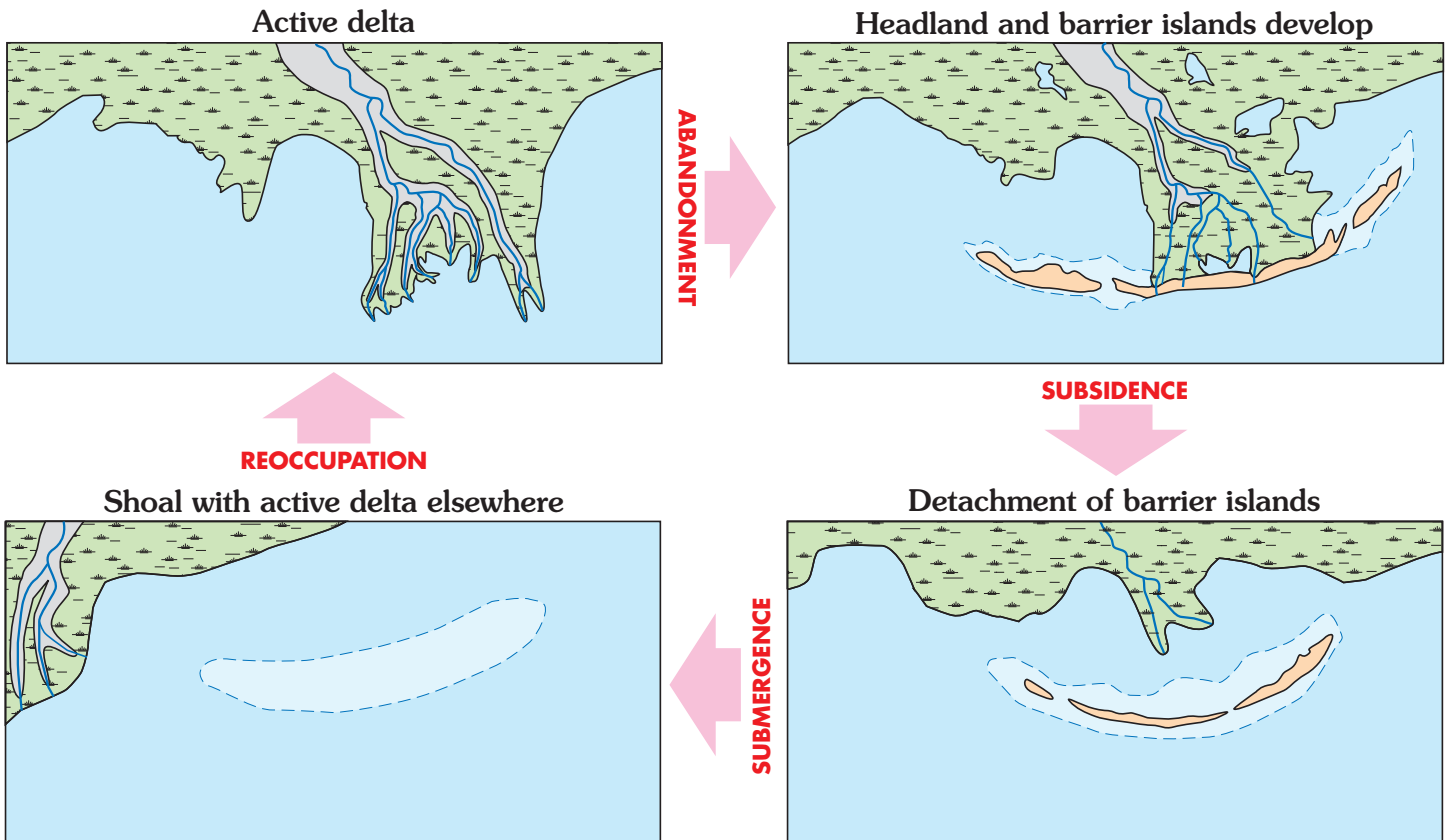 Active delta
Headland and barrier islands develop
ABANDONMENT
SUBSIDENCE
REOCCUPATION
Shoal with active delta elsewhere
Detachment of barrier islands
SUBMERGENCE